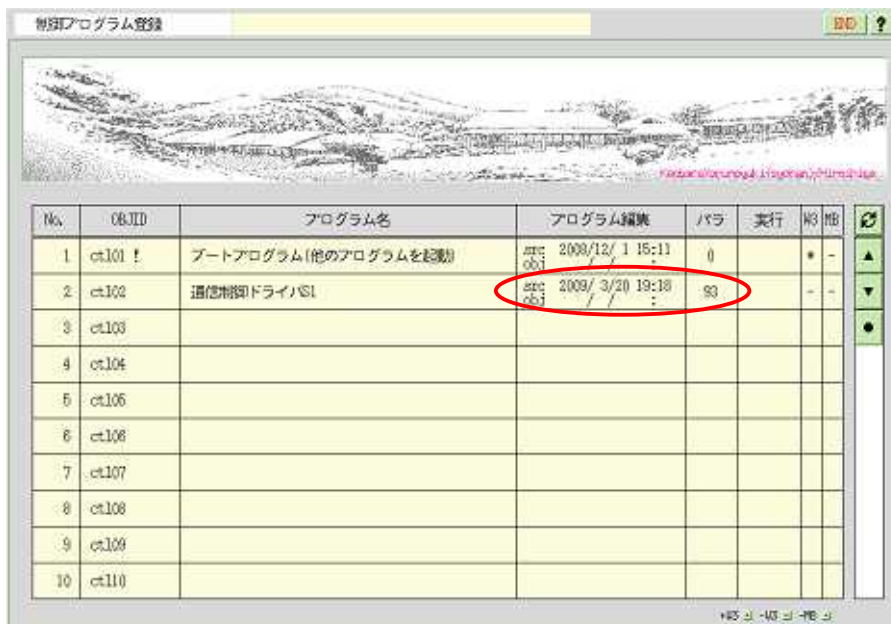 制御プログラム登録 END ?
No. OBJID プログラム名 プログラム編集 パラ 実行 W3 MB
1 ctl01 ! ブートプログラム(他のプログラムを起動) src 2008/12/ 1 15:11 0 * -
obj / / :
2 ctl02 通信制御ドライバS1 src 2009/ 3/20 19:18 93 - -
obj / / :
3 ctl03
4 ctl04
5 ctl05
6 ctl06
7 ctl07
8 ctl08
9 ctl09
10 ctl10
+W3 -W3 -MB